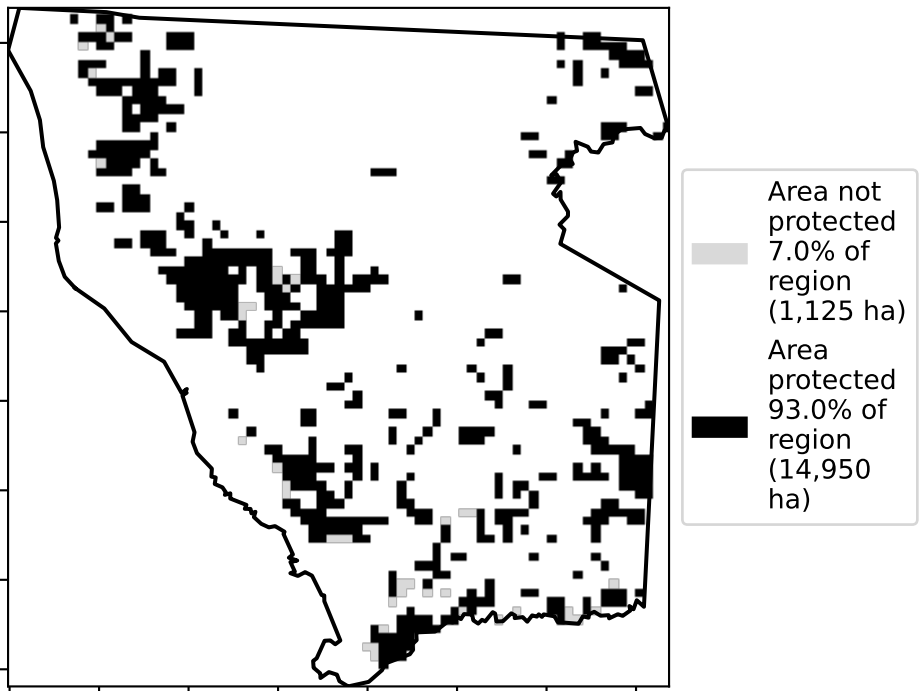 Area not
protected
7.0% of
region
(1,125 ha)
Area
protected
93.0% of
region
(14,950
ha)